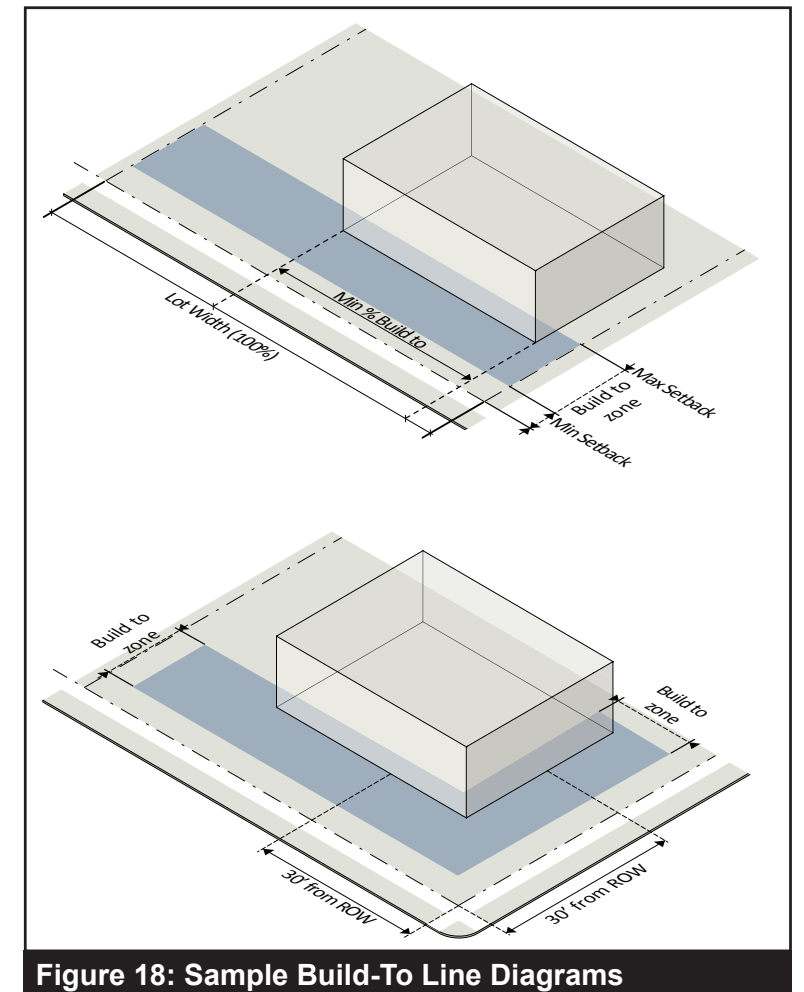 Lot Width (100%)
Min % Build to
Max Setback
Build to
zone
Min Setback
Build to
zone
Build to
zone
30' from ROW
30' from ROW
Figure 18: Sample Build-To Line Diagrams